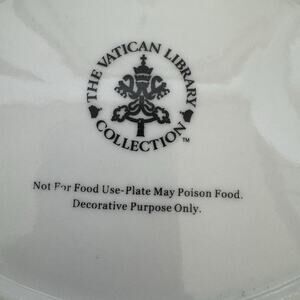 THE VATICAN LIBRARY
COLLECTION™
Not For Food Use-Plate May Poison Food.
Decorative Purpose Only.